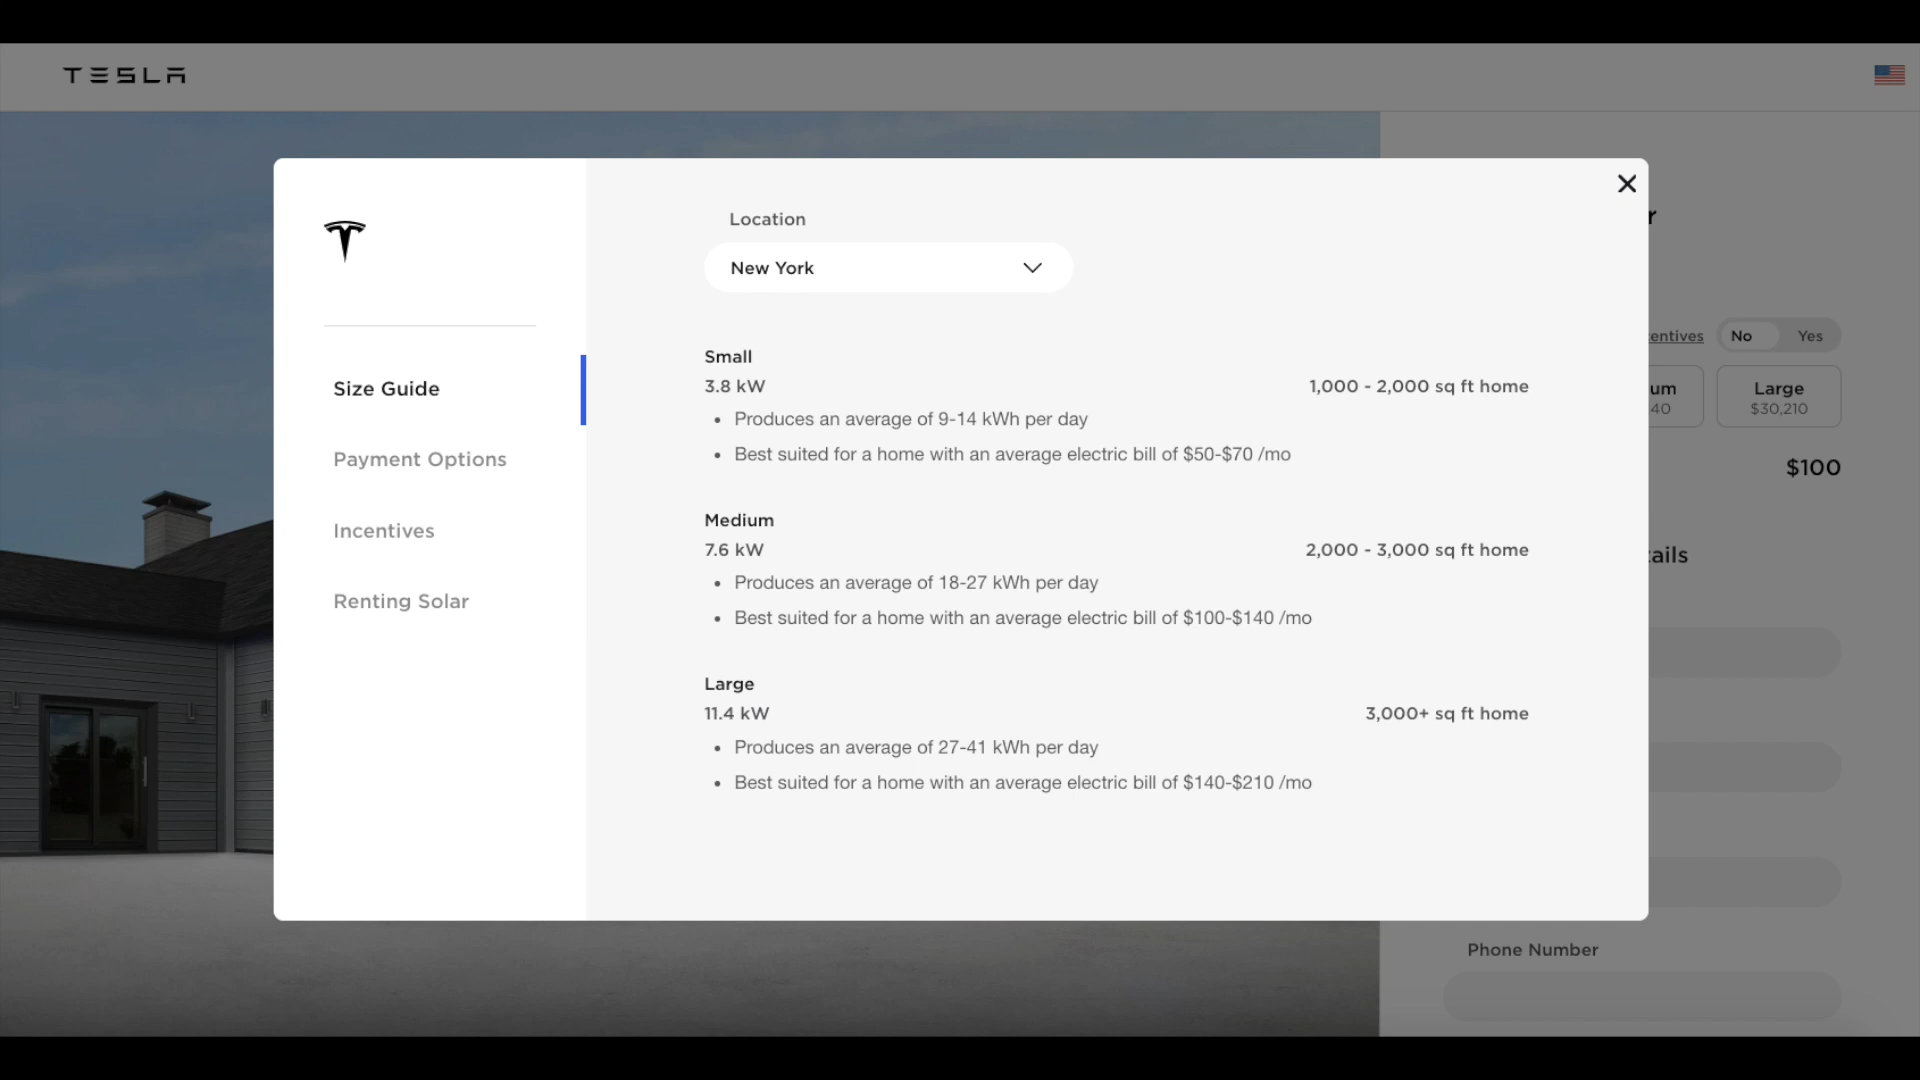 TESLA
Location
New York
Size Guide
Payment Options
Incentives
Renting Solar
Small
3.8 kW
1,000 - 2,000 sq ft home
• Produces an average of 9-14 kWh per day
• Best suited for a home with an average electric bill of $50-$70 /mo
Medium
7.6 kW
2,000 - 3,000 sq ft home
• Produces an average of 18-27 kWh per day
• Best suited for a home with an average electric bill of $100-$140 /mo
Large
11.4 kW
3,000+ sq ft home
• Produces an average of 27-41 kWh per day
• Best suited for a home with an average electric bill of $140-$210 /mo
No
Yes
Large
$30,210
$100
Phone Number